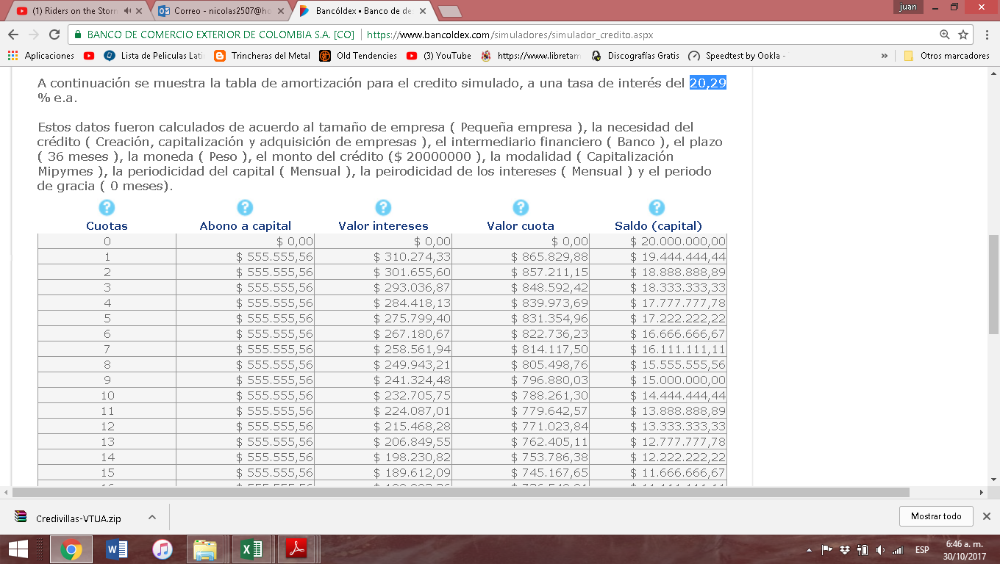 juan
(1) Riders on the Storm
Correo - nicolas2507@ho
Bancóldex • Banco de de
BANCO DE COMERCIO EXTERIOR DE COLOMBIA S.A. [CO] https://www.bancoldex.com/simuladores/simulador_credito.aspx
Aplicaciones Lista de Peliculas Lati Trincheras del Metal Old Tendencies (3) YouTube https://www.libretam Discografías Gratis Speedtest by Ookla - » Otros marcadores
A continuación se muestra la tabla de amortización para el credito simulado, a una tasa de interés del 20,29
% e.a.
Estos datos fueron calculados de acuerdo al tamaño de empresa ( Pequeña empresa ), la necesidad del
crédito ( Creación, capitalización y adquisición de empresas ), el intermediario financiero ( Banco ), el plazo
( 36 meses ), la moneda ( Peso ), el monto del crédito ($ 20000000 ), la modalidad ( Capitalización
Mipymes ), la periodicidad del capital ( Mensual ), la peirodicidad de los intereses ( Mensual ) y el periodo
de gracia ( 0 meses).
? ? ? ? ?
Cuotas Abono a capital Valor intereses Valor cuota Saldo (capital)
0 $ 0,00 $ 0,00 $ 0,00 $ 20.000.000,00
1 $ 555.555,56 $ 310.274,33 $ 865.829,88 $ 19.444.444,44
2 $ 555.555,56 $ 301.655,60 $ 857.211,15 $ 18.888.888,89
3 $ 555.555,56 $ 293.036,87 $ 848.592,42 $ 18.333.333,33
4 $ 555.555,56 $ 284.418,13 $ 839.973,69 $ 17.777.777,78
5 $ 555.555,56 $ 275.799,40 $ 831.354,96 $ 17.222.222,22
6 $ 555.555,56 $ 267.180,67 $ 822.736,23 $ 16.666.666,67
7 $ 555.555,56 $ 258.561,94 $ 814.117,50 $ 16.111.111,11
8 $ 555.555,56 $ 249.943,21 $ 805.498,76 $ 15.555.555,56
9 $ 555.555,56 $ 241.324,48 $ 796.880,03 $ 15.000.000,00
10 $ 555.555,56 $ 232.705,75 $ 788.261,30 $ 14.444.444,44
11 $ 555.555,56 $ 224.087,01 $ 779.642,57 $ 13.888.888,89
12 $ 555.555,56 $ 215.468,28 $ 771.023,84 $ 13.333.333,33
13 $ 555.555,56 $ 206.849,55 $ 762.405,11 $ 12.777.777,78
14 $ 555.555,56 $ 198.230,82 $ 753.786,38 $ 12.222.222,22
15 $ 555.555,56 $ 189.612,09 $ 745.167,65 $ 11.666.666,67
Credivillas-VTUA.zip
Mostrar todo
ESP
6:46 a. m.
30/10/2017